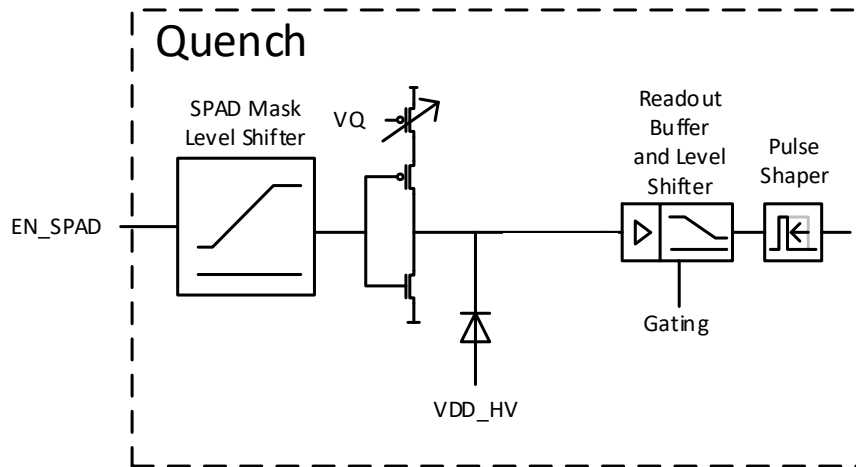 Quench
SPAD Mask
Level Shifter
VQ
Readout
Buffer
and Level
Shifter
Pulse
Shaper
EN_SPAD
Gating
VDD_HV